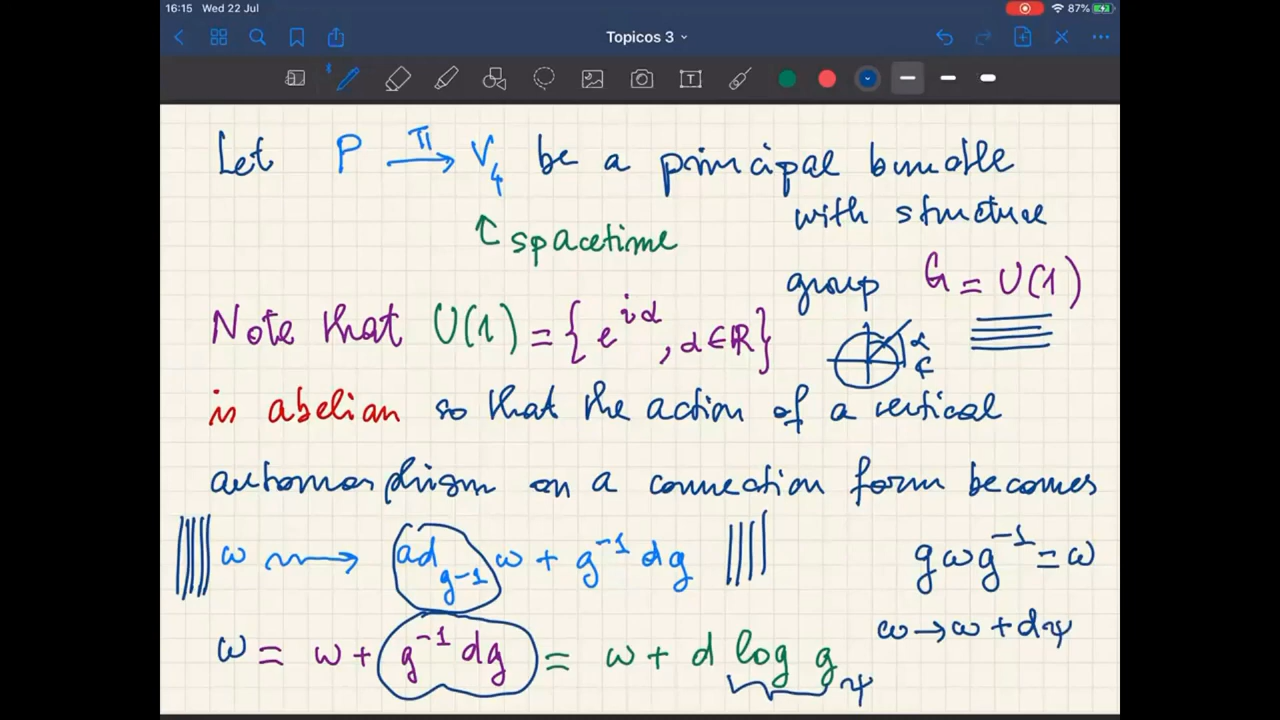 16:15 Wed 22 Jul
87%
Topicos 3
Let P —π→ V₄ be a principal bundle
with structure
↑ spacetime
group G = U(1)
Note that U(1) = {e^{iα}, α ∈ ℝ}
α
is abelian so that the action of a vertical
automorphism on a connection form becomes
ω ⟿ ad_{g⁻¹} ω + g⁻¹ dg
g ω g⁻¹ = ω
ω → ω + dψ
ω = ω + g⁻¹ dg = ω + d log g
ψ